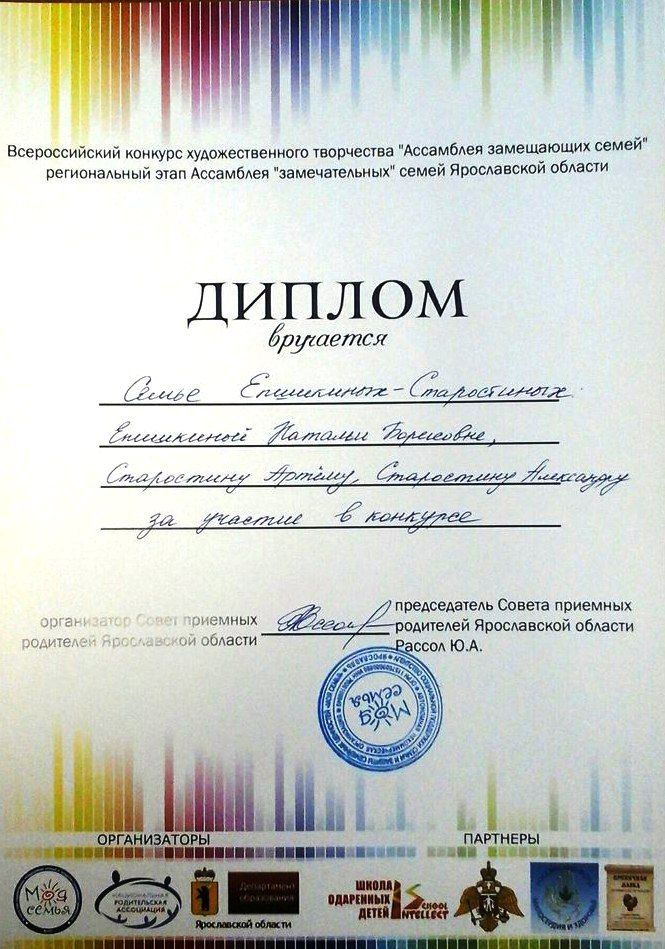 Всероссийский конкурс художественного творчества "Ассамблея замещающих семей"
региональный этап Ассамблея "замечательных" семей Ярославской области
ДИПЛОМ
вручается
Семье Епишкиных-Старостиных
Епишкиной Натальи Борисовне,
Старостину Артёму, Старостину Александру
за участие в конкурсе
организатор Совет приемных
родителей Ярославской области
председатель Совета приемных
родителей Ярославской области
Рассол Ю.А.
Моя
семья
ОРГАНИЗАТОРЫ
ПАРТНЕРЫ
Моя
семья
РОДИТЕЛЬСКАЯ
АССОЦИАЦИЯ
Департамент
образования
Ярославской области
ШКОЛА
ОДАРЕННЫХ
ДЕТЕЙ
SCHOOL
INTELLECT
МИЛОСЕРДИЯ И ЗДОРОВЬЯ